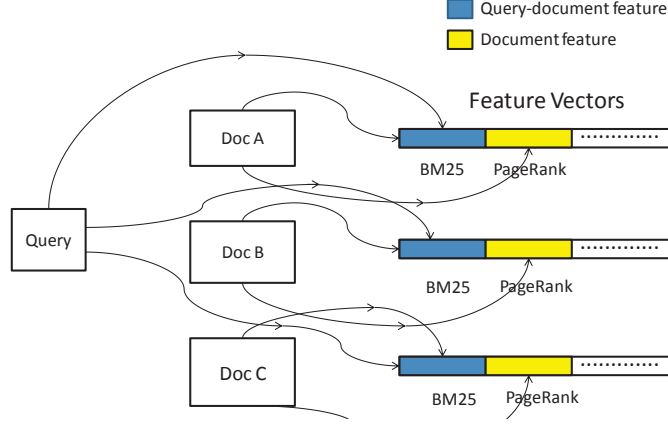 Query-document feature
Document feature
Feature Vectors
Doc A
BM25 PageRank
Query
Doc B
BM25 PageRank
Doc C
BM25 PageRank